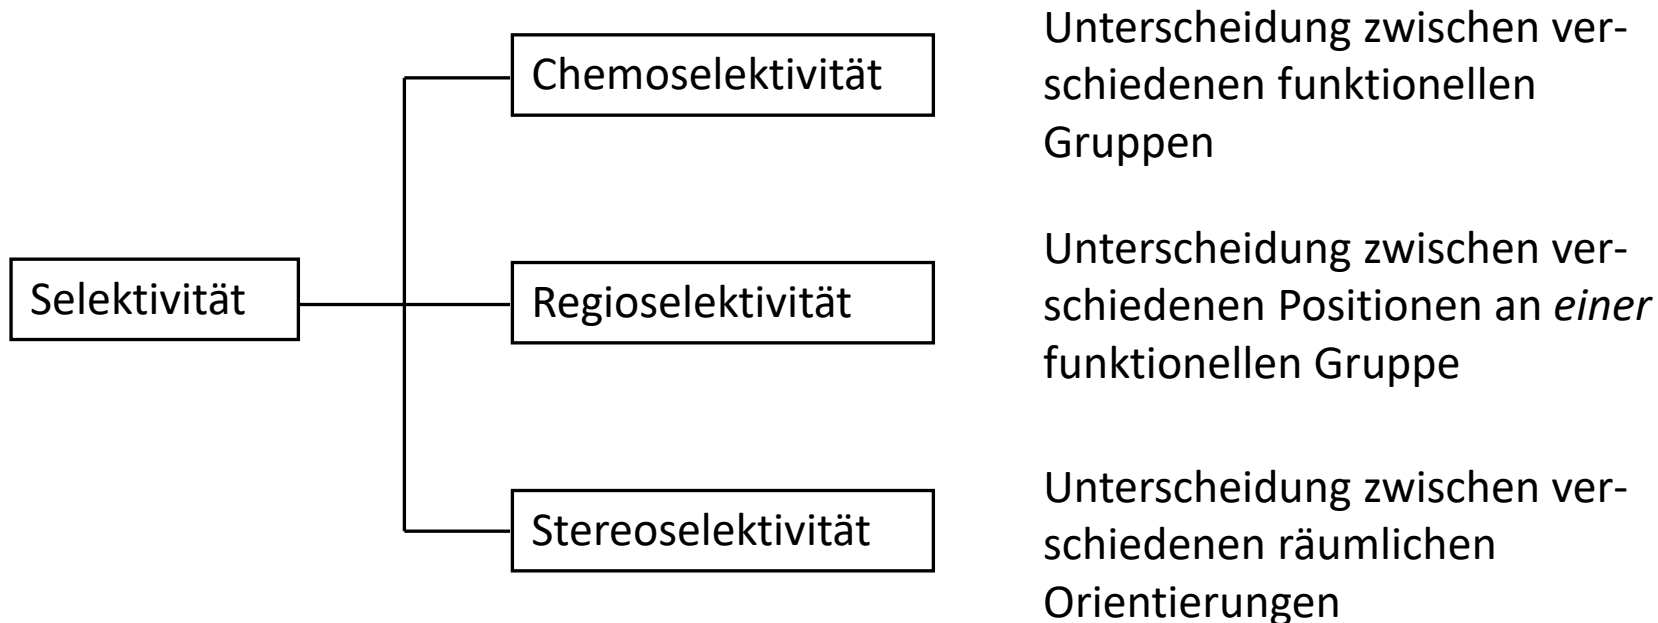 Chemoselektivität
Unterscheidung zwischen ver-
schiedenen funktionellen
Gruppen
Selektivität
Regioselektivität
Unterscheidung zwischen ver-
schiedenen Positionen an einer
funktionellen Gruppe
Stereoselektivität
Unterscheidung zwischen ver-
schiedenen räumlichen
Orientierungen